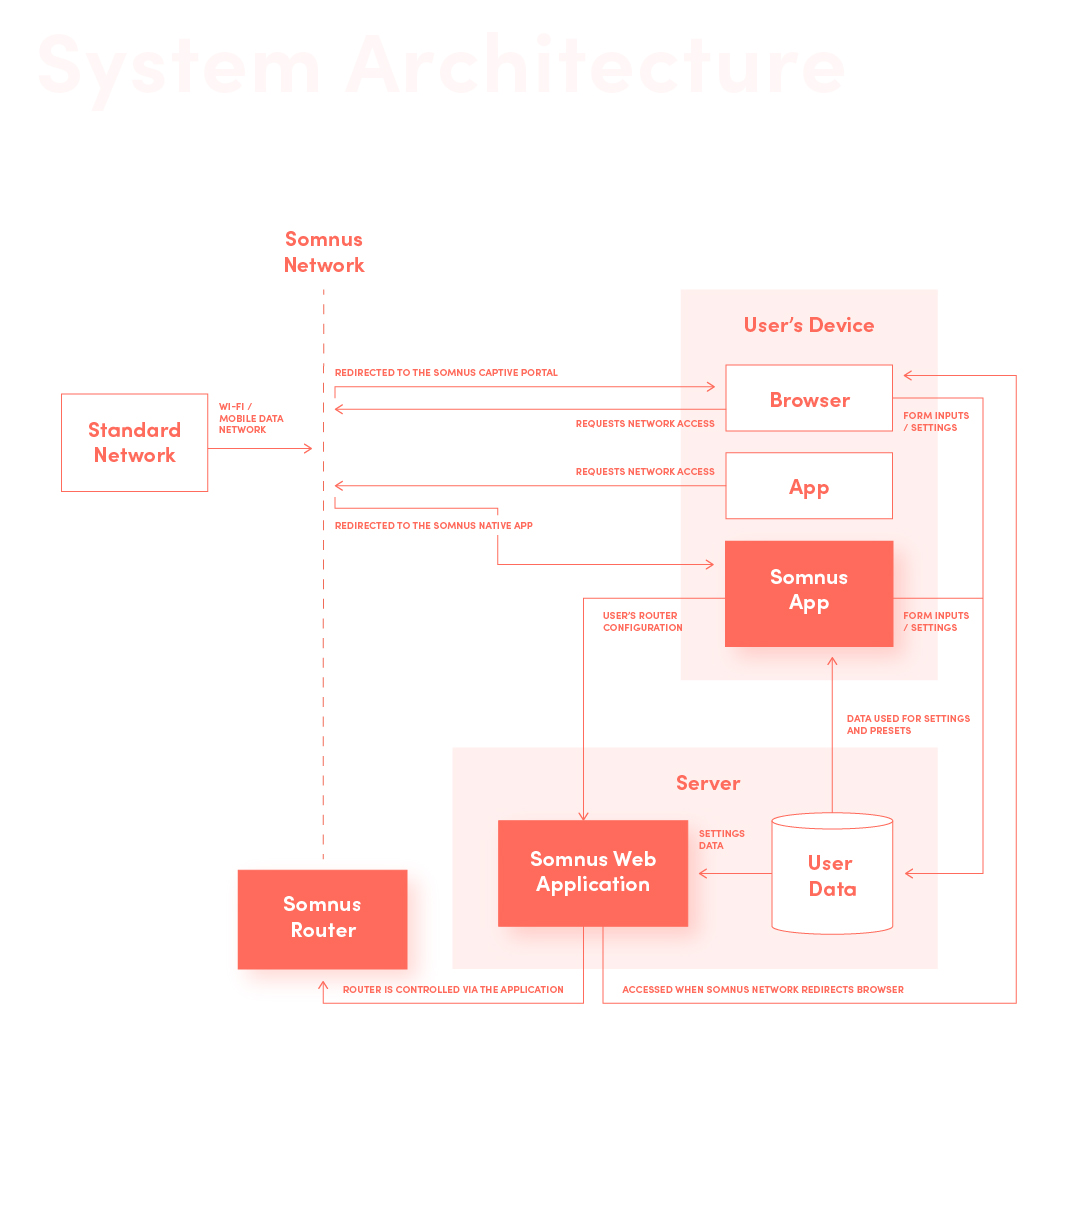 System Architecture
Somnus
Network
User's Device
REDIRECTED TO THE SOMNUS CAPTIVE PORTAL
Browser
WI-FI /
MOBILE DATA
NETWORK
Standard
Network
REQUESTS NETWORK ACCESS
FORM INPUTS
/ SETTINGS
REQUESTS NETWORK ACCESS
App
REDIRECTED TO THE SOMNUS NATIVE APP
Somnus
App
USER'S ROUTER
CONFIGURATION
FORM INPUTS
/ SETTINGS
DATA USED FOR SETTINGS
AND PRESETS
Server
SETTINGS
DATA
Somnus Web
Application
User
Data
Somnus
Router
ROUTER IS CONTROLLED VIA THE APPLICATION
ACCESSED WHEN SOMNUS NETWORK REDIRECTS BROWSER